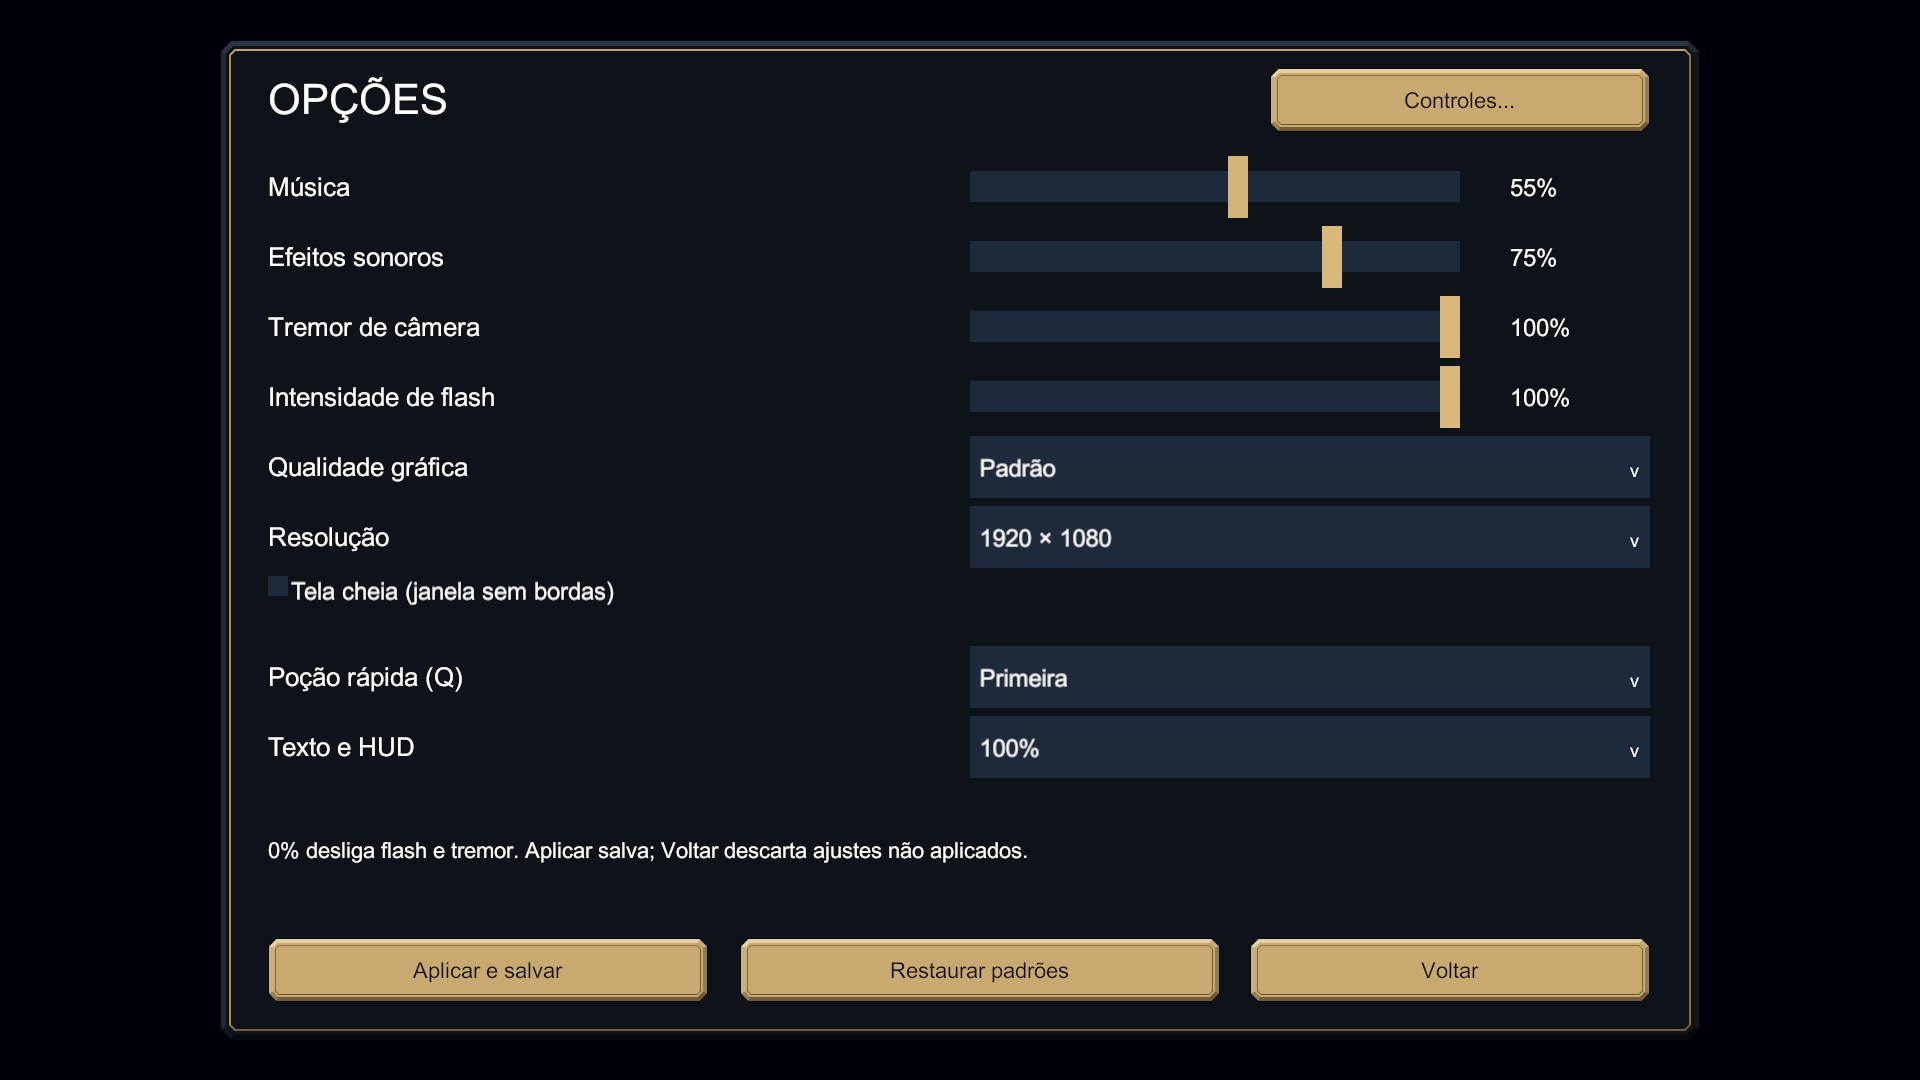 OPÇÕES
Controles...
Música
55%
Efeitos sonoros
75%
Tremor de câmera
100%
Intensidade de flash
100%
Qualidade gráfica
Padrão
v
Resolução
1920 × 1080
v
Tela cheia (janela sem bordas)
Poção rápida (Q)
Primeira
v
Texto e HUD
100%
v
0% desliga flash e tremor. Aplicar salva; Voltar descarta ajustes não aplicados.
Aplicar e salvar
Restaurar padrões
Voltar